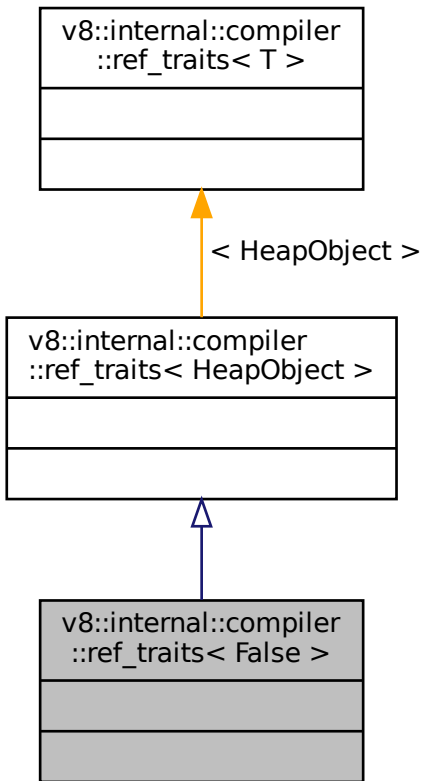 v8::internal::compiler
::ref_traits< T >
< HeapObject >
v8::internal::compiler
::ref_traits< HeapObject >
v8::internal::compiler
::ref_traits< False >